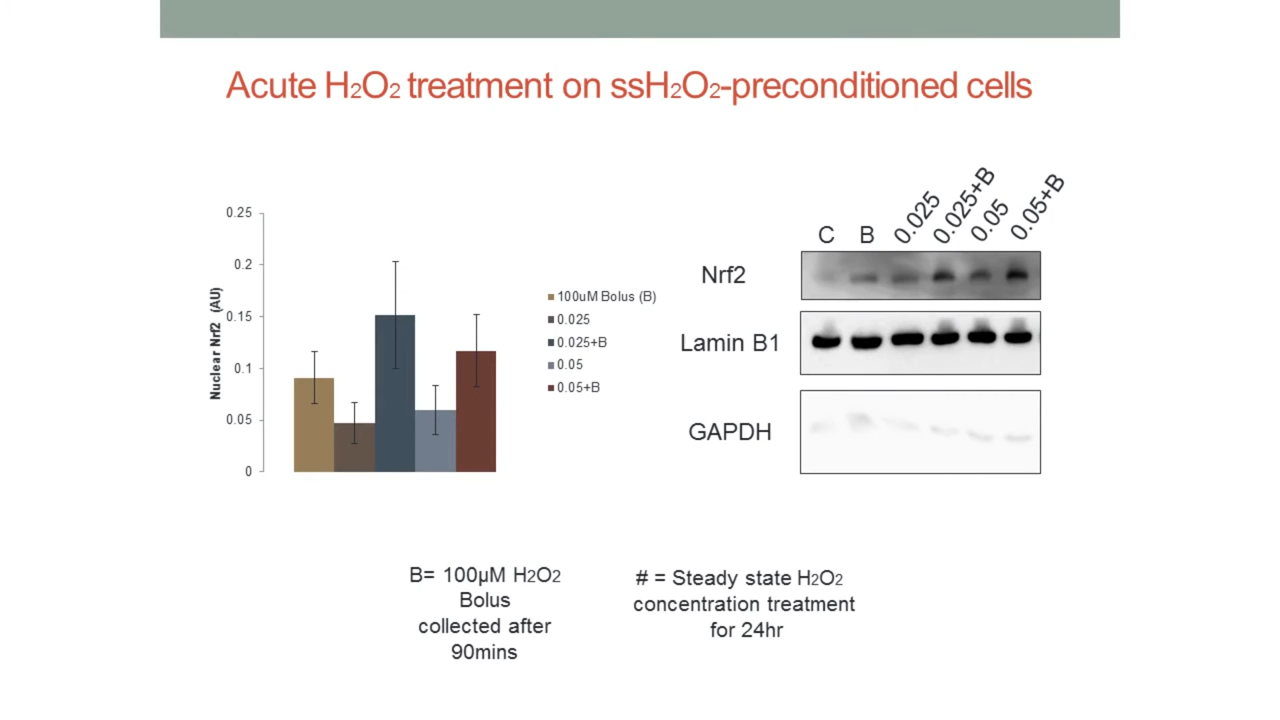 Acute H2O2 treatment on ssH2O2-preconditioned cells
Nuclear Nrf2 (AU)
0.25
0.2
0.15
0.1
0.05
0
100uM Bolus (B)
0.025
0.025+B
0.05
0.05+B
C
B
0.025
0.025+B
0.05
0.05+B
Nrf2
Lamin B1
GAPDH
B= 100µM H2O2
Bolus
collected after
90mins
# = Steady state H2O2
concentration treatment
for 24hr